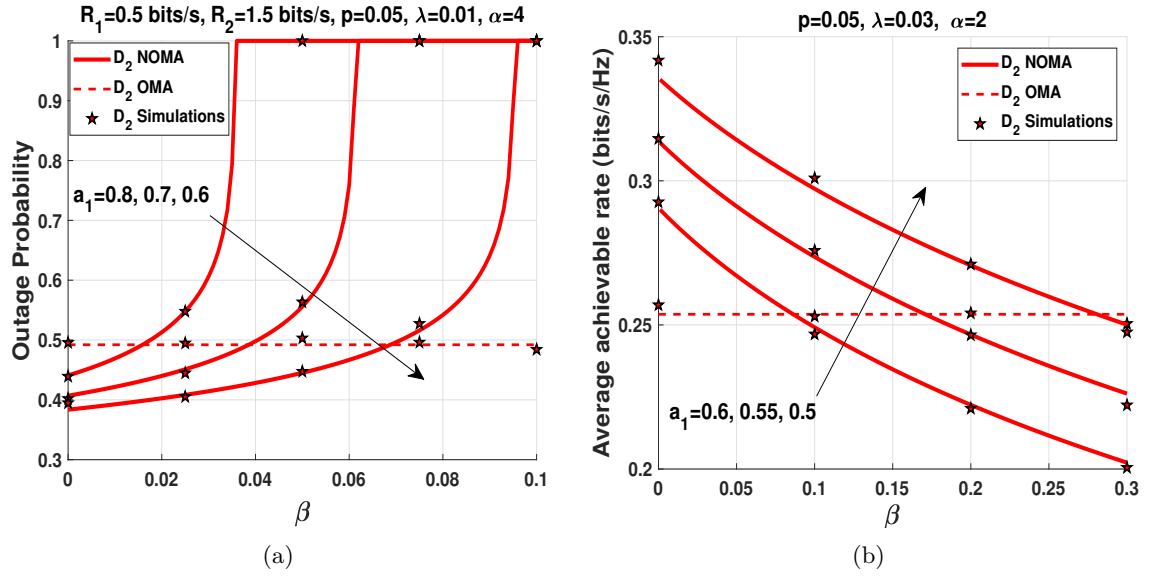 R₁=0.5 bits/s, R₂=1.5 bits/s, p=0.05, λ=0.01, α=4
Outage Probability
1
0.9
0.8
0.7
0.6
0.5
0.4
0.3
D₂ NOMA
D₂ OMA
D₂ Simulations
a₁=0.8, 0.7, 0.6
0
0.02
0.04
0.06
0.08
0.1
β
(a)
p=0.05, λ=0.03, α=2
Average achievable rate (bits/s/Hz)
0.35
0.3
0.25
0.2
D₂ NOMA
D₂ OMA
D₂ Simulations
a₁=0.6, 0.55, 0.5
0
0.05
0.1
0.15
0.2
0.25
0.3
β
(b)